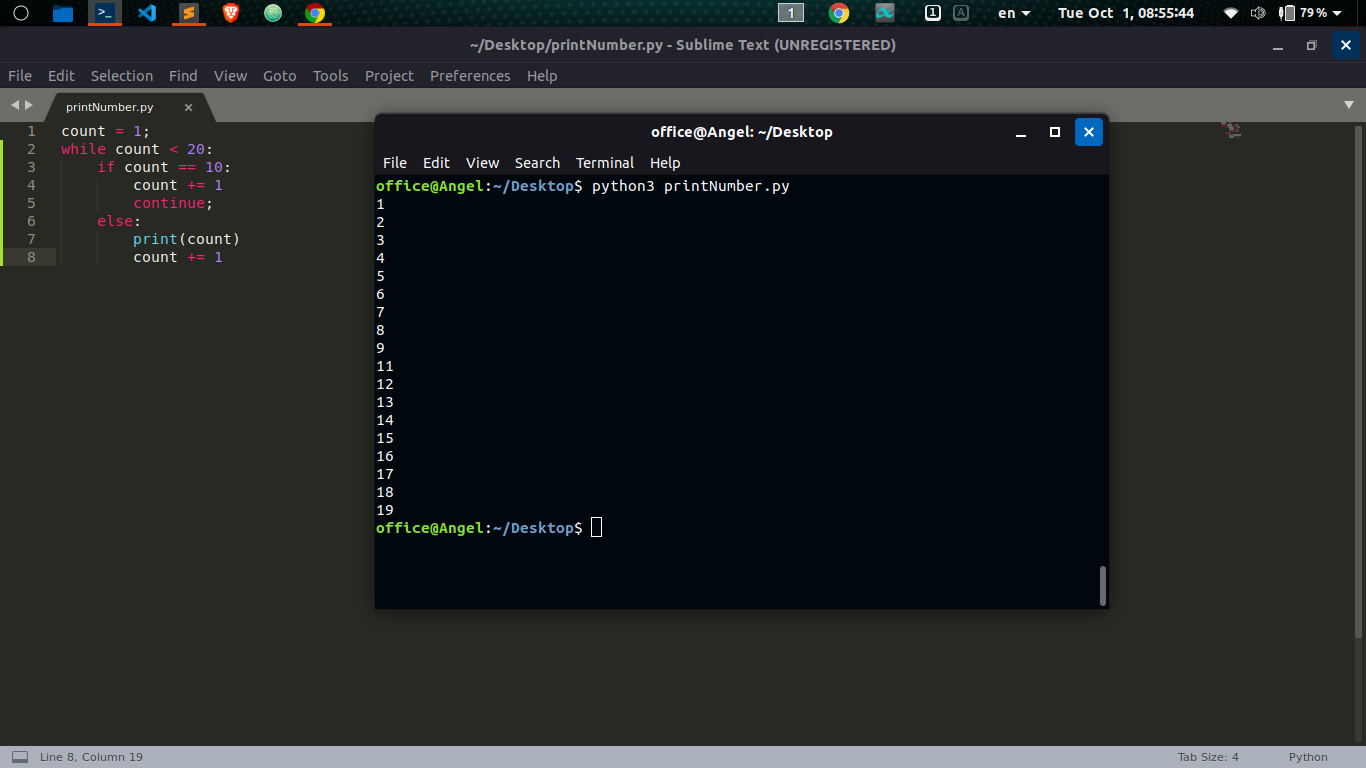 1 en Tue Oct 1, 08:55:44 79 %
1 A
~/Desktop/printNumber.py - Sublime Text (UNREGISTERED)
File Edit Selection Find View Goto Tools Project Preferences Help
printNumber.py
1 count = 1;
2 while count < 20:
3     if count == 10:
4         count += 1
5         continue;
6     else:
7         print(count)
8         count += 1
office@Angel: ~/Desktop
File Edit View Search Terminal Help
office@Angel:~/Desktop$ python3 printNumber.py
1
2
3
4
5
6
7
8
9
11
12
13
14
15
16
17
18
19
office@Angel:~/Desktop$
Line 8, Column 19 Tab Size: 4 Python